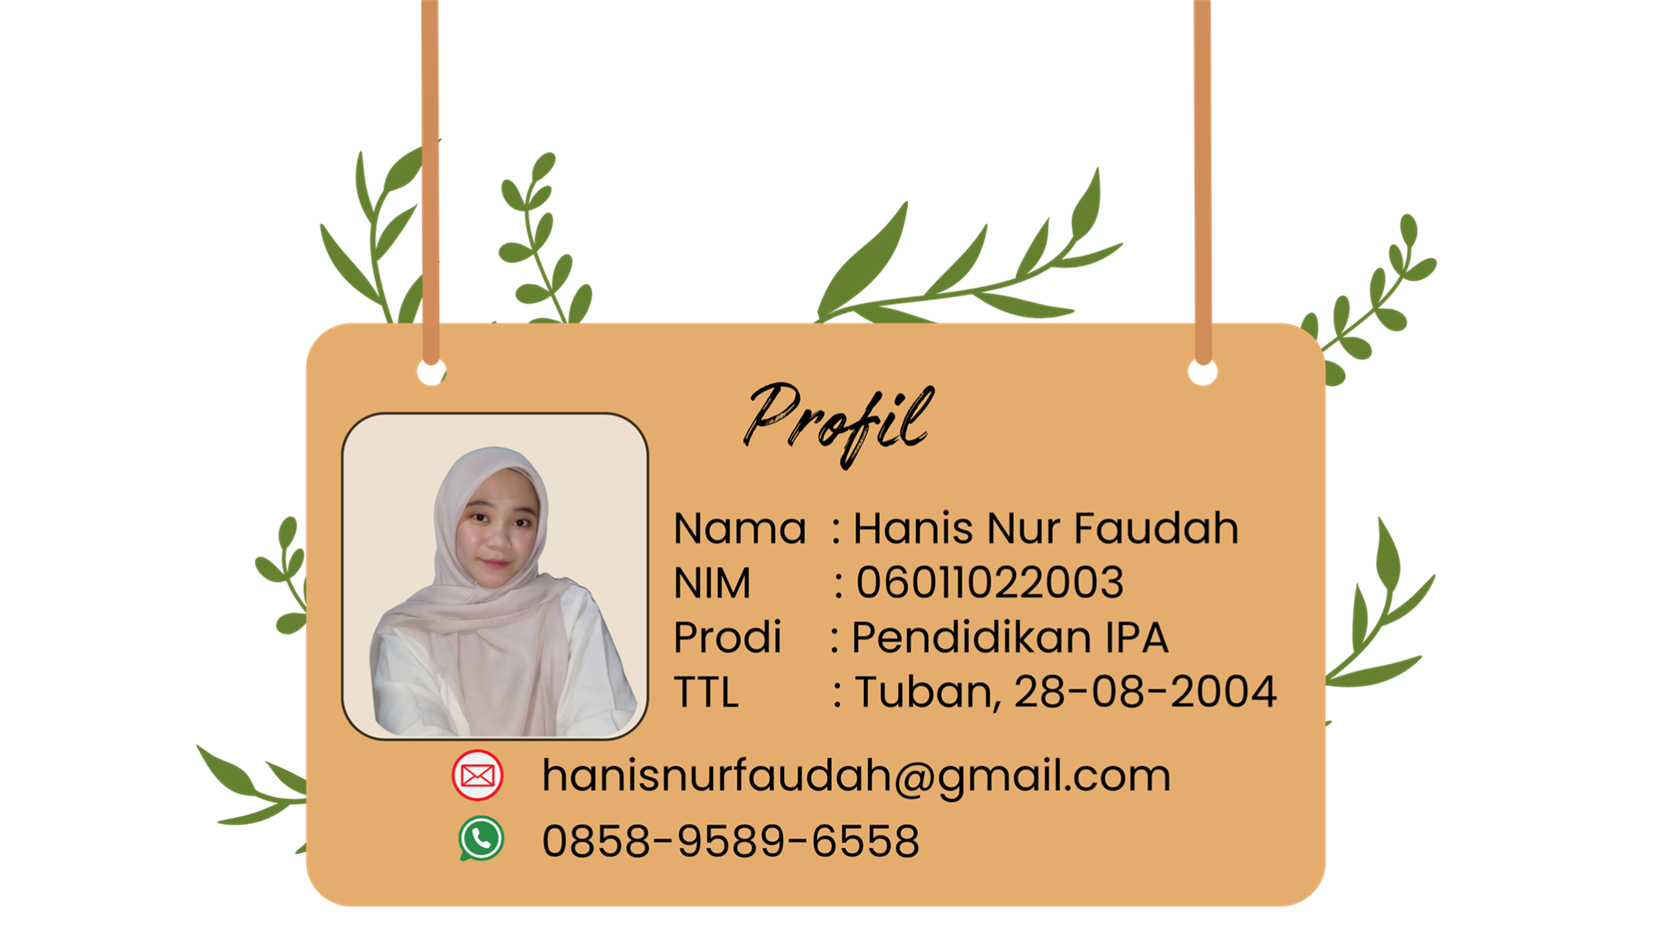 Profil
Nama : Hanis Nur Faudah
NIM : 06011022003
Prodi : Pendidikan IPA
TTL : Tuban, 28-08-2004
hanisnurfaudah@gmail.com
0858-9589-6558